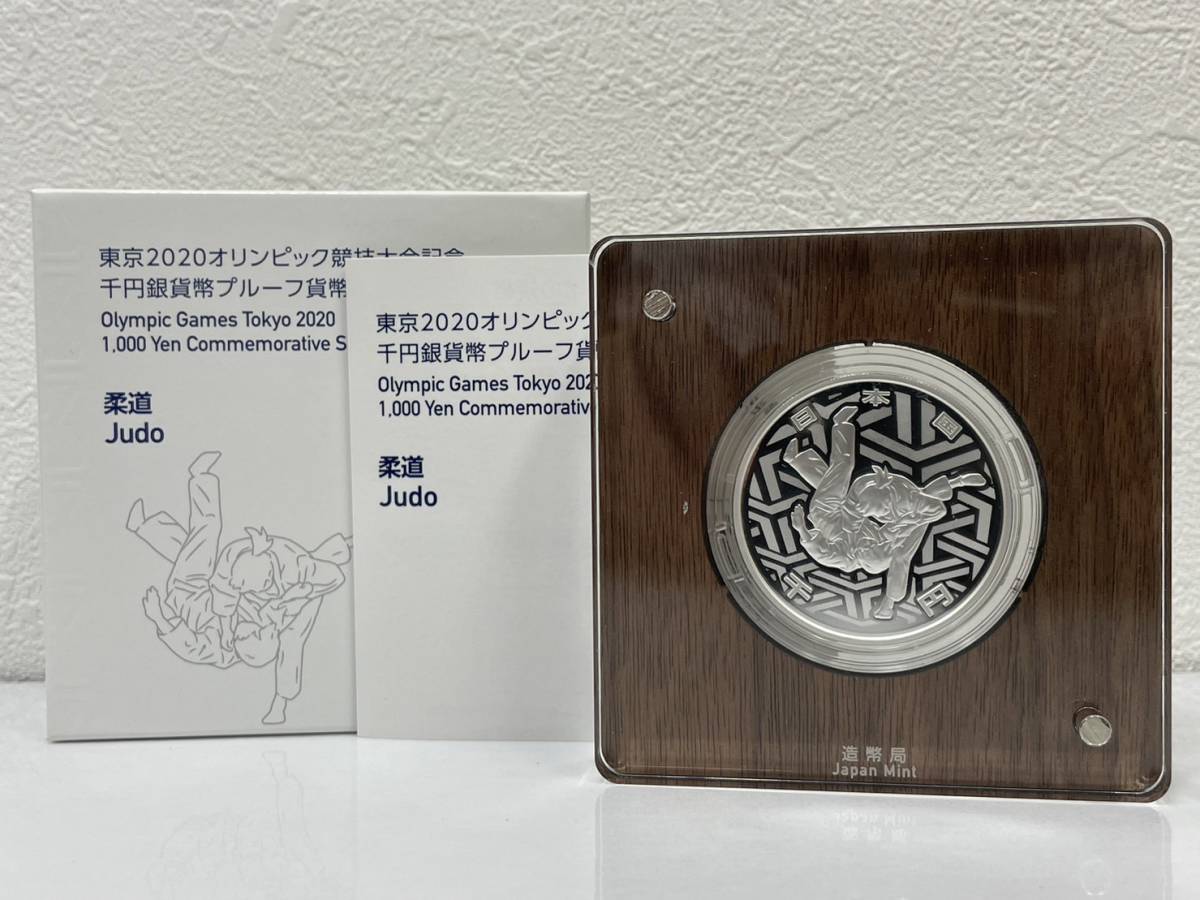 東京2020オリンピック競技大会記念
千円銀貨幣プルーフ貨幣
Olympic Games Tokyo 2020
1,000 Yen Commemorative S
柔道
Judo
東京2020オリンピック
千円銀貨幣プルーフ貨
Olympic Games Tokyo 202
1,000 Yen Commemorative
柔道
Judo
日本国
千円
造幣局
Japan Mint